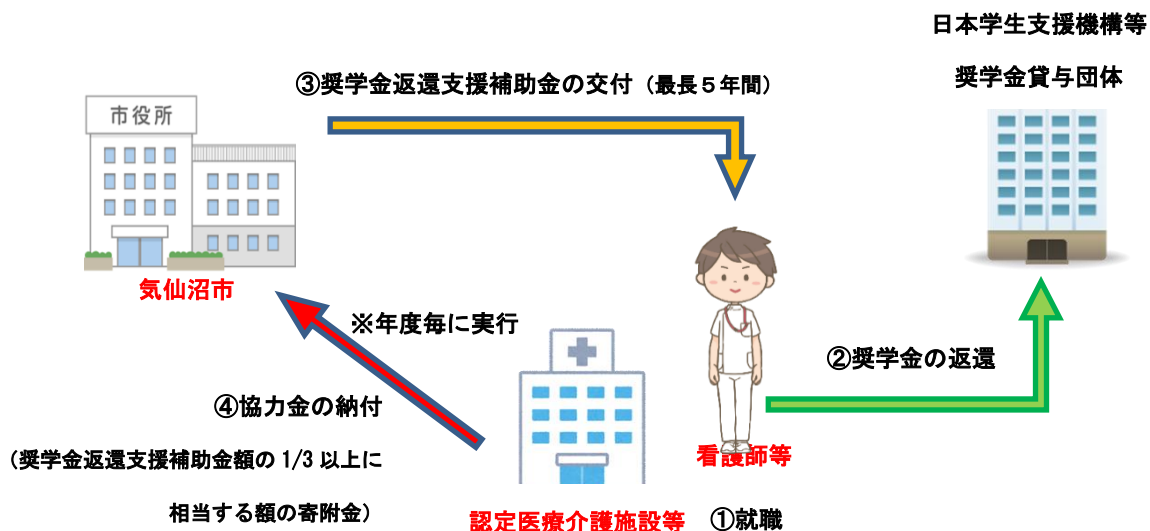 日本学生支援機構等
奨学金貸与団体
③奨学金返還支援補助金の交付（最長５年間）
市役所
気仙沼市
※年度毎に実行
②奨学金の返還
④協力金の納付
（奨学金返還支援補助金額の 1/3 以上に
相当する額の寄附金）
看護師等
認定医療介護施設等
①就職